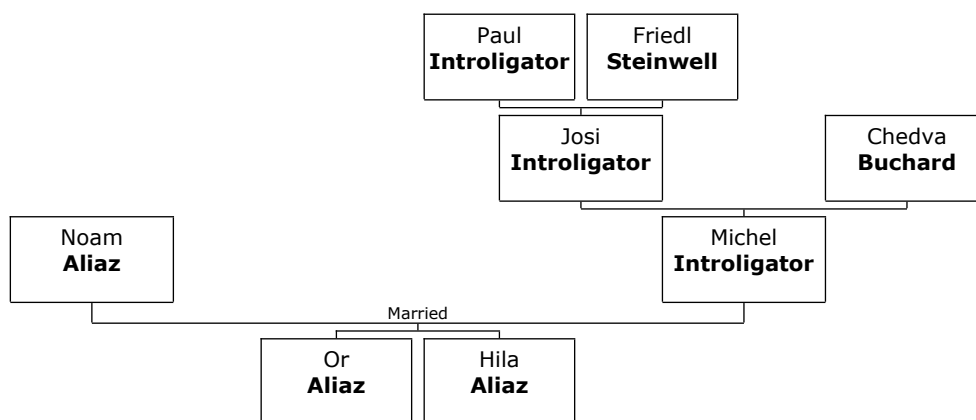 Paul
Introligator
Friedl
Steinwell
Josi
Introligator
Chedva
Buchard
Noam
Aliaz
Michel
Introligator
Married
Or
Aliaz
Hila
Aliaz